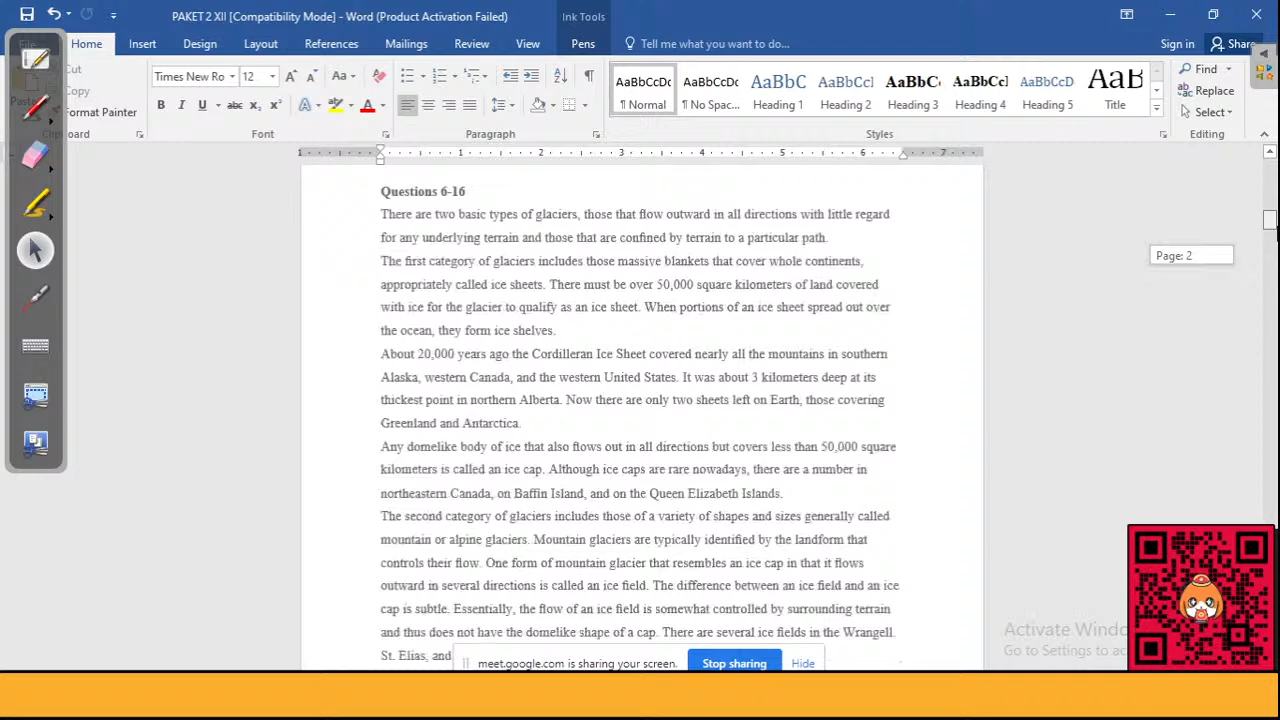 PAKET 2 XII [Compatibility Mode] - Word (Product Activation Failed)
Ink Tools
File
Home
Insert
Design
Layout
References
Mailings
Review
View
Pens
Tell me what you want to do...
Sign in
Share
Cut
Copy
Format Painter
Times New Ro
12
Aa
AaBbCcDc
AaBbCcDc
AaBbC
AaBbCcD
AaBbC
AaBbCcD
AaBbCcD
AaB
¶ Normal
¶ No Spac...
Heading 1
Heading 2
Heading 3
Heading 4
Heading 5
Title
Find
Replace
Select
Font
Paragraph
Styles
Editing
1 1 2 3 4 5 6 7
Questions 6-16
There are two basic types of glaciers, those that flow outward in all directions with little regard
for any underlying terrain and those that are confined by terrain to a particular path.
The first category of glaciers includes those massive blankets that cover whole continents,
appropriately called ice sheets. There must be over 50,000 square kilometers of land covered
with ice for the glacier to qualify as an ice sheet. When portions of an ice sheet spread out over
the ocean, they form ice shelves.
About 20,000 years ago the Cordilleran Ice Sheet covered nearly all the mountains in southern
Alaska, western Canada, and the western United States. It was about 3 kilometers deep at its
thickest point in northern Alberta. Now there are only two sheets left on Earth, those covering
Greenland and Antarctica.
Any domelike body of ice that also flows out in all directions but covers less than 50,000 square
kilometers is called an ice cap. Although ice caps are rare nowadays, there are a number in
northeastern Canada, on Baffin Island, and on the Queen Elizabeth Islands.
The second category of glaciers includes those of a variety of shapes and sizes generally called
mountain or alpine glaciers. Mountain glaciers are typically identified by the landform that
controls their flow. One form of mountain glacier that resembles an ice cap in that it flows
outward in several directions is called an ice field. The difference between an ice field and an ice
cap is subtle. Essentially, the flow of an ice field is somewhat controlled by surrounding terrain
and thus does not have the domelike shape of a cap. There are several ice fields in the Wrangell.
St. Elias, and
Page: 2
meet.google.com is sharing your screen.
Stop sharing
Hide
Activate Windo
Go to Settings to ac